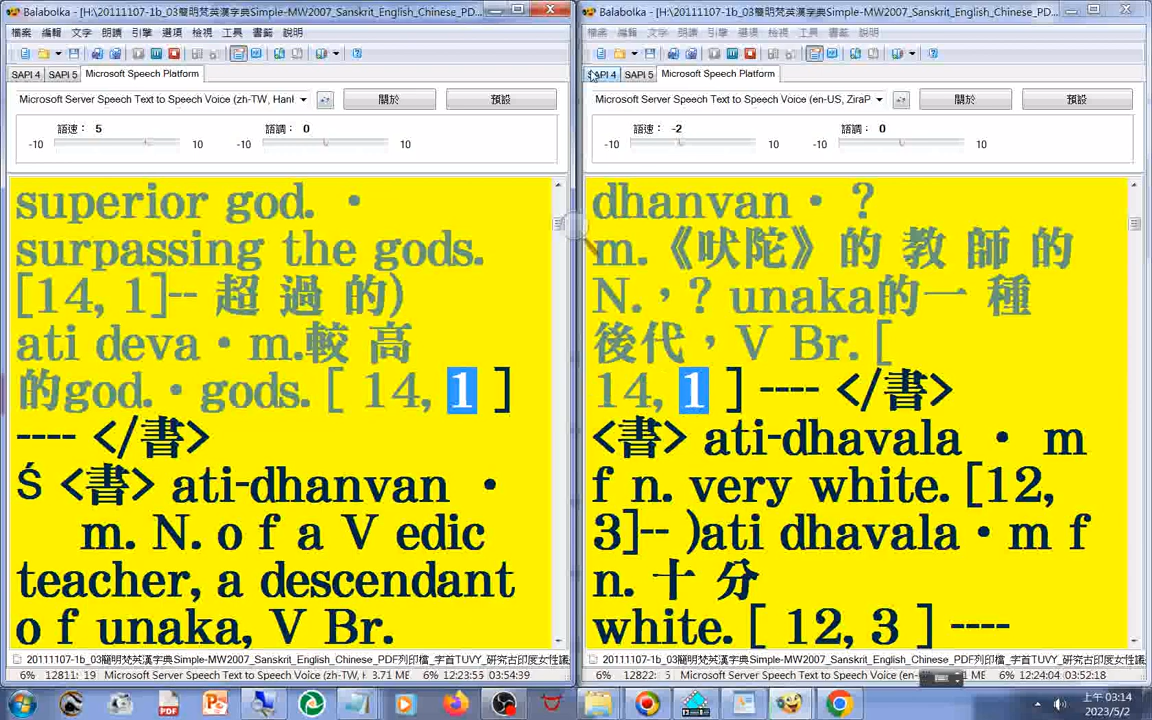 Balabolka - [H:\20111107-1b_03簡明梵英漢字典Simple-MW2007_Sanskrit_English_Chinese_PD...
檔案 編輯 文字 朗讀 引擎 選項 檢視 工具 書籤 說明
SAPI 4 SAPI 5 Microsoft Speech Platform
Microsoft Server Speech Text to Speech Voice (zh-TW, Hanl 關於 預設
語速： 5 語調： 0
-10 10 -10 10
superior god. •
surpassing the gods.
[14, 1]-- 超 過 的)
ati deva • m.較 高
的god. • gods. [ 14, 1 ]
---- </書>
Ś <書> ati-dhanvan •
m. N. o f a V edic
teacher, a descendant
o f unaka, V Br.
20111107-1b_03簡明梵英漢字典Simple-MW2007_Sanskrit_English_Chinese_PDF列印檔_字首TUVY_研究古印度女性議
6% 12811: 19 Microsoft Server Speech Text to Speech Voice (zh-TW, H 3.71 ME 6% 12:23:55 03:54:39
Balabolka - [H:\20111107-1b_03簡明梵英漢字典Simple-MW2007_Sanskrit_English_Chinese_PD...
檔案 編輯 文字 朗讀 引擎 選項 檢視 工具 書籤 說明
SAPI 4 SAPI 5 Microsoft Speech Platform
Microsoft Server Speech Text to Speech Voice (en-US, ZiraP 關於 預設
語速： -2 語調： 0
-10 10 -10 10
dhanvan • ?
m.《吠陀》的 教 師 的
N.，? unaka的一 種
後代，V Br. [
14, 1 ] ---- </書>
<書> ati-dhavala • m
f n. very white. [12,
3]-- )ati dhavala • m f
n. 十 分
white. [ 12, 3 ] ----
20111107-1b_03簡明梵英漢字典Simple-MW2007_Sanskrit_English_Chinese_PDF列印檔_字首TUVY_研究古印度女性議
6% 12822: 5 Microsoft Server Speech Text to Speech Voice (en- ME 6% 12:24:04 03:52:18
PDF
上午 03:14
2023/5/2